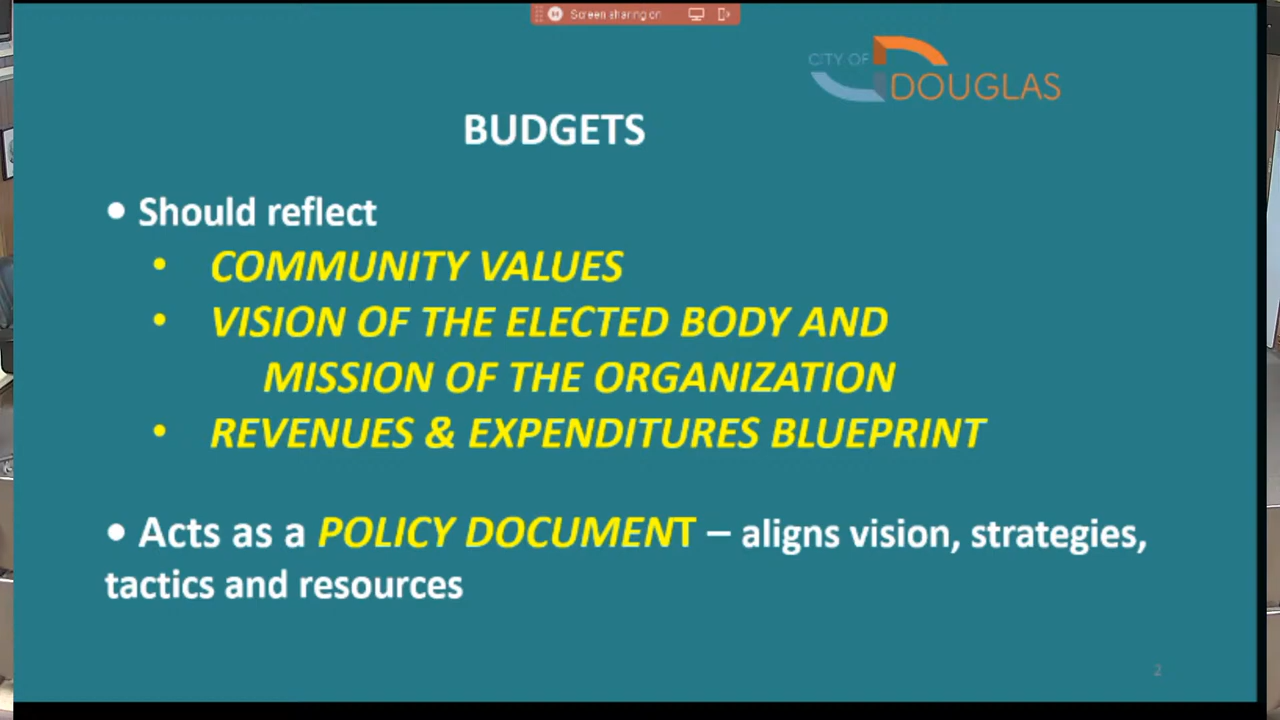 Screen sharing on
CITY OF
DOUGLAS
BUDGETS
• Should reflect
• COMMUNITY VALUES
• VISION OF THE ELECTED BODY AND
MISSION OF THE ORGANIZATION
• REVENUES & EXPENDITURES BLUEPRINT
• Acts as a POLICY DOCUMENT – aligns vision, strategies,
tactics and resources
2